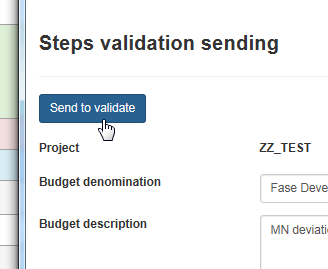 Steps validation sending
Send to validate
Project ZZ_TEST
Budget denomination Fase Deve
Budget description MN deviati